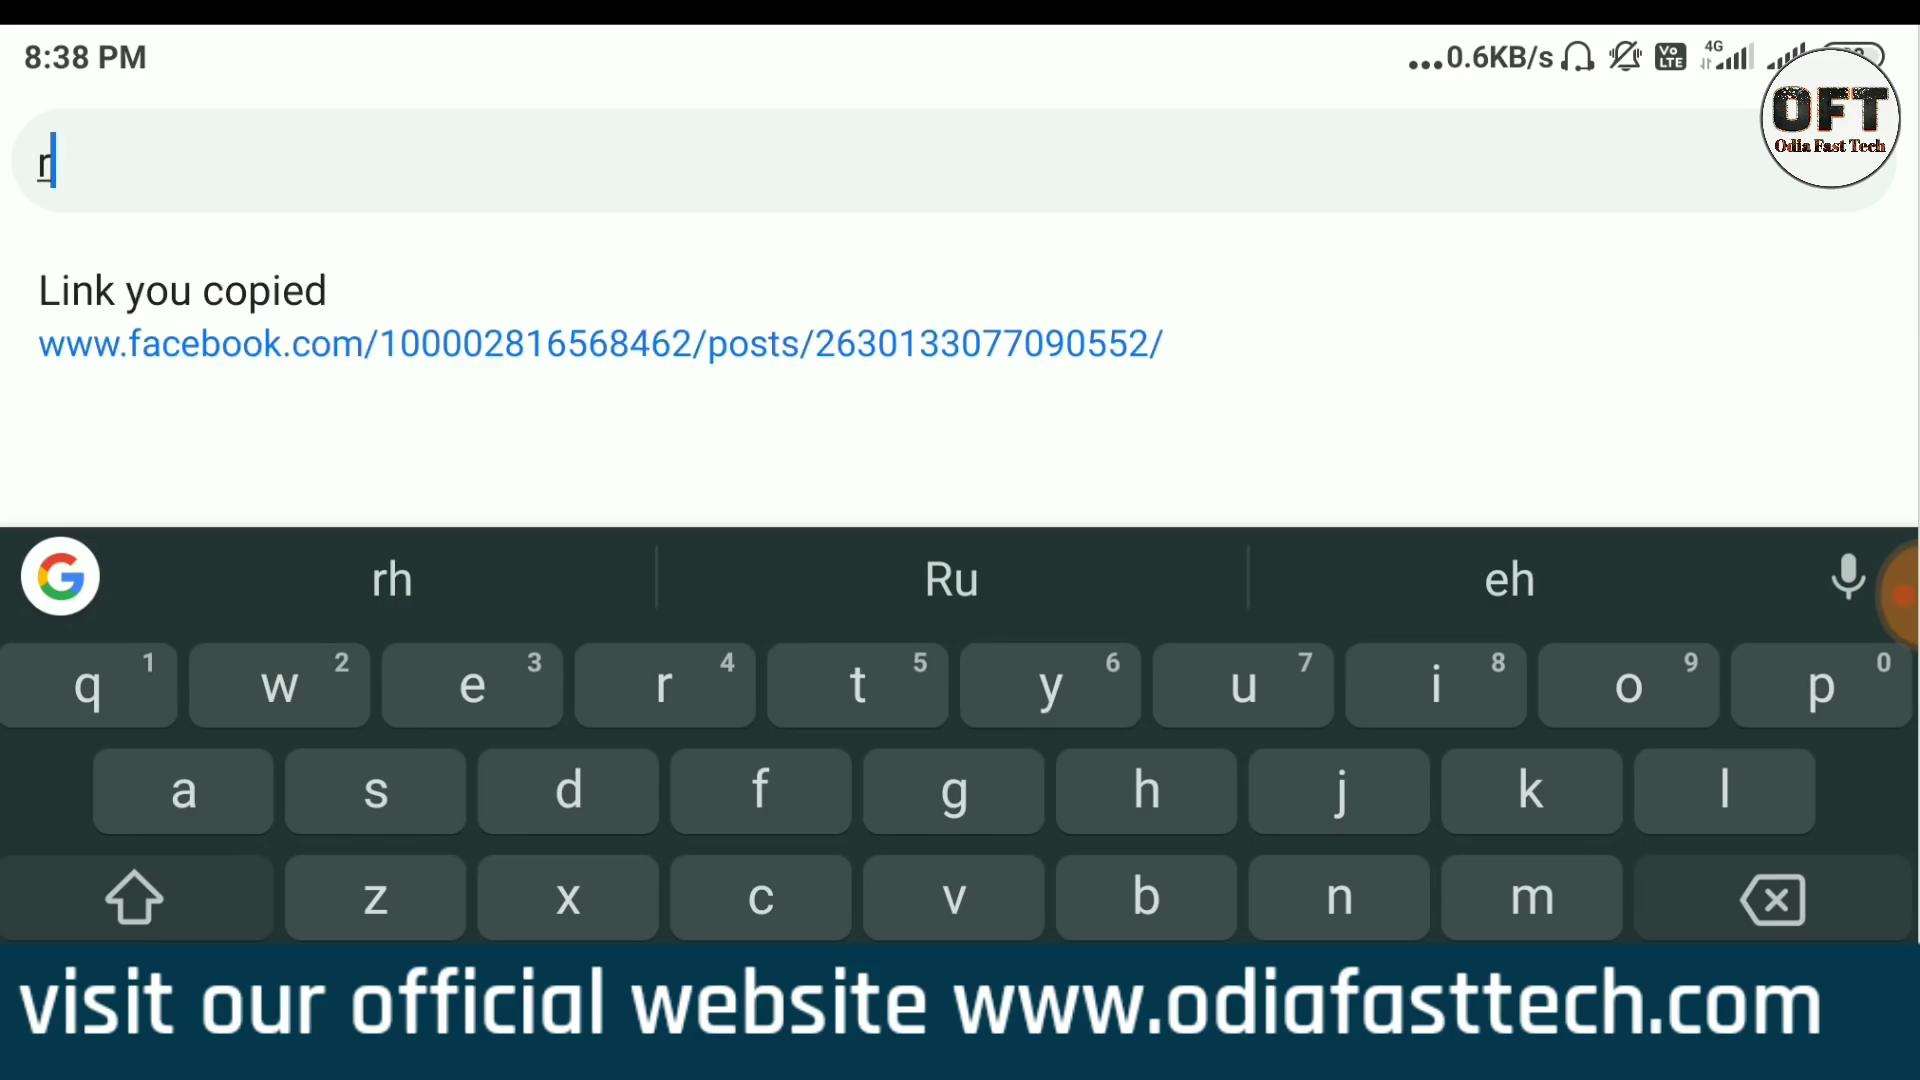 8:38 PM
...0.6KB/s Vo LTE 4G
OFT
Odia Fast Tech
r
Link you copied
www.facebook.com/100002816568462/posts/2630133077090552/
G rh Ru eh
q 1 w 2 e 3 r 4 t 5 y 6 u 7 i 8 o 9 p 0
a s d f g h j k l
z x c v b n m
visit our official website www.odiafasttech.com